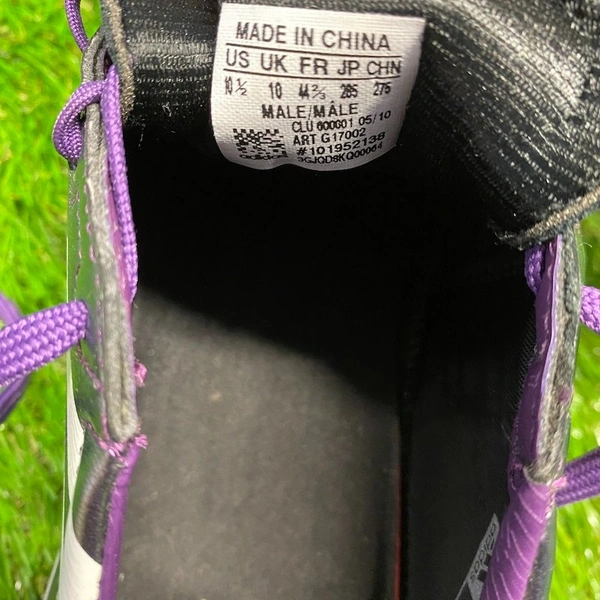 MADE IN CHINA
US UK FR JP CHN
10½ 10 44⅔ 285 275
MALE/MÂLE
CLU 600001 05/10
ART G17002
#101952138
adidas